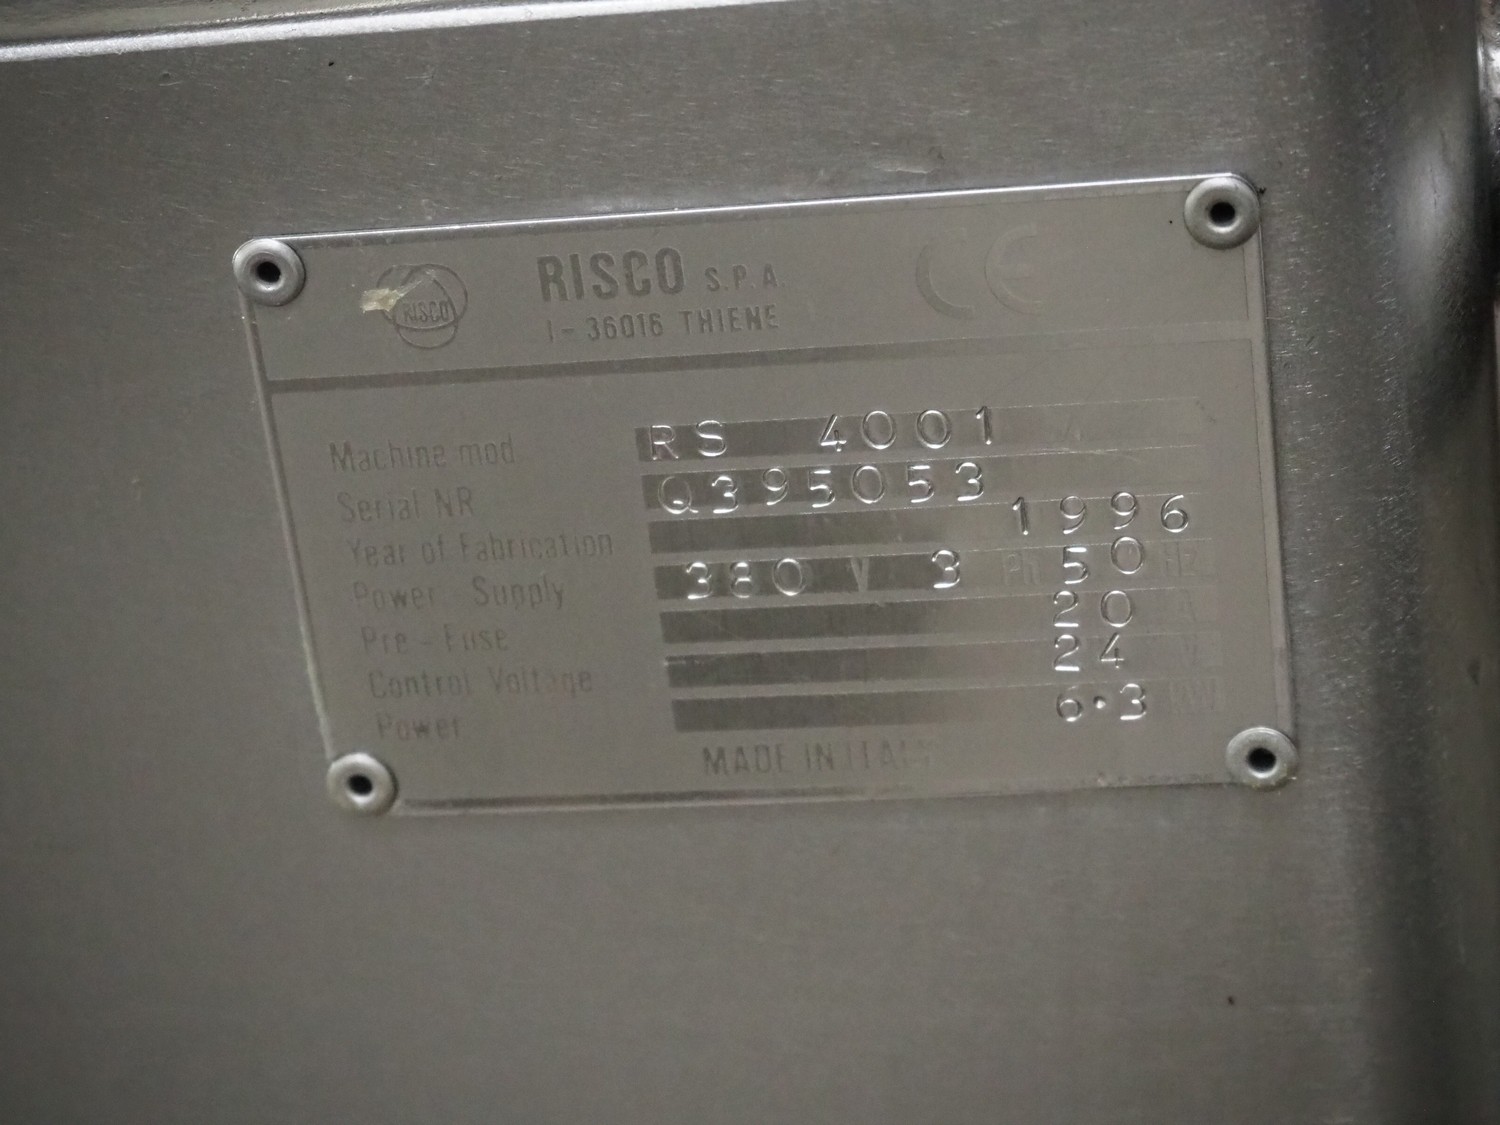 RISCO
RISCO S.P.A.
I - 36016 THIENE
CE
Machine mod RS 4001
Serial NR Q395053
Year of Fabrication 1996
Power Supply 380 V 3 Ph 50 Hz
Pre - Fuse 20 A
Control Voltage 24 V
Power 6.3 KW
MADE IN ITALY